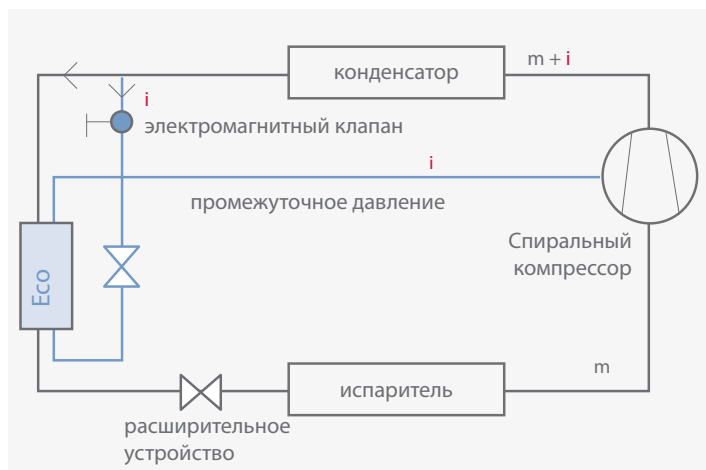 конденсатор
m + i
i
электромагнитный клапан
i
промежуточное давление
Спиральный
компрессор
Eco
m
испаритель
расширительное
устройство